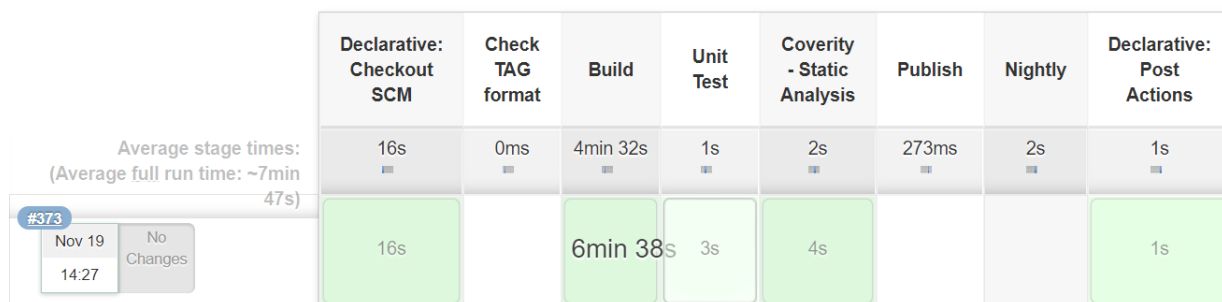 Declarative:
Checkout
SCM
Check
TAG
format
Build
Unit
Test
Coverity
- Static
Analysis
Publish
Nightly
Declarative:
Post
Actions
Average stage times:
(Average full run time: ~7min
47s)
16s
0ms
4min 32s
1s
2s
273ms
2s
1s
#373
Nov 19
14:27
No
Changes
16s
6min 38s
3s
4s
1s